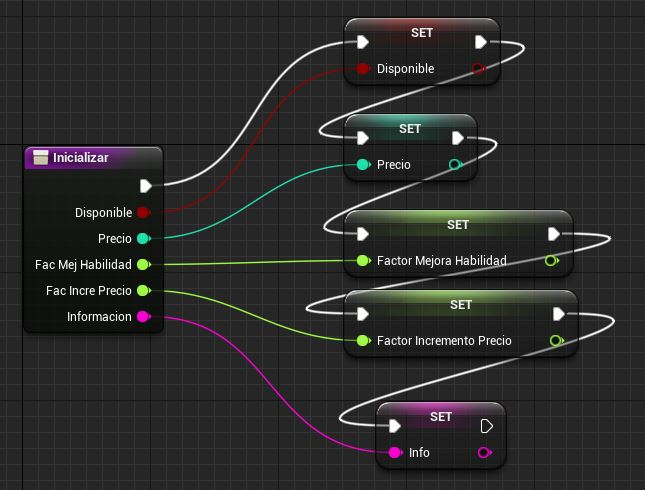 SET
Disponible
SET
Precio
Inicializar
Disponible
Precio
Fac Mej Habilidad
Fac Incre Precio
Informacion
SET
Factor Mejora Habilidad
SET
Factor Incremento Precio
SET
Info